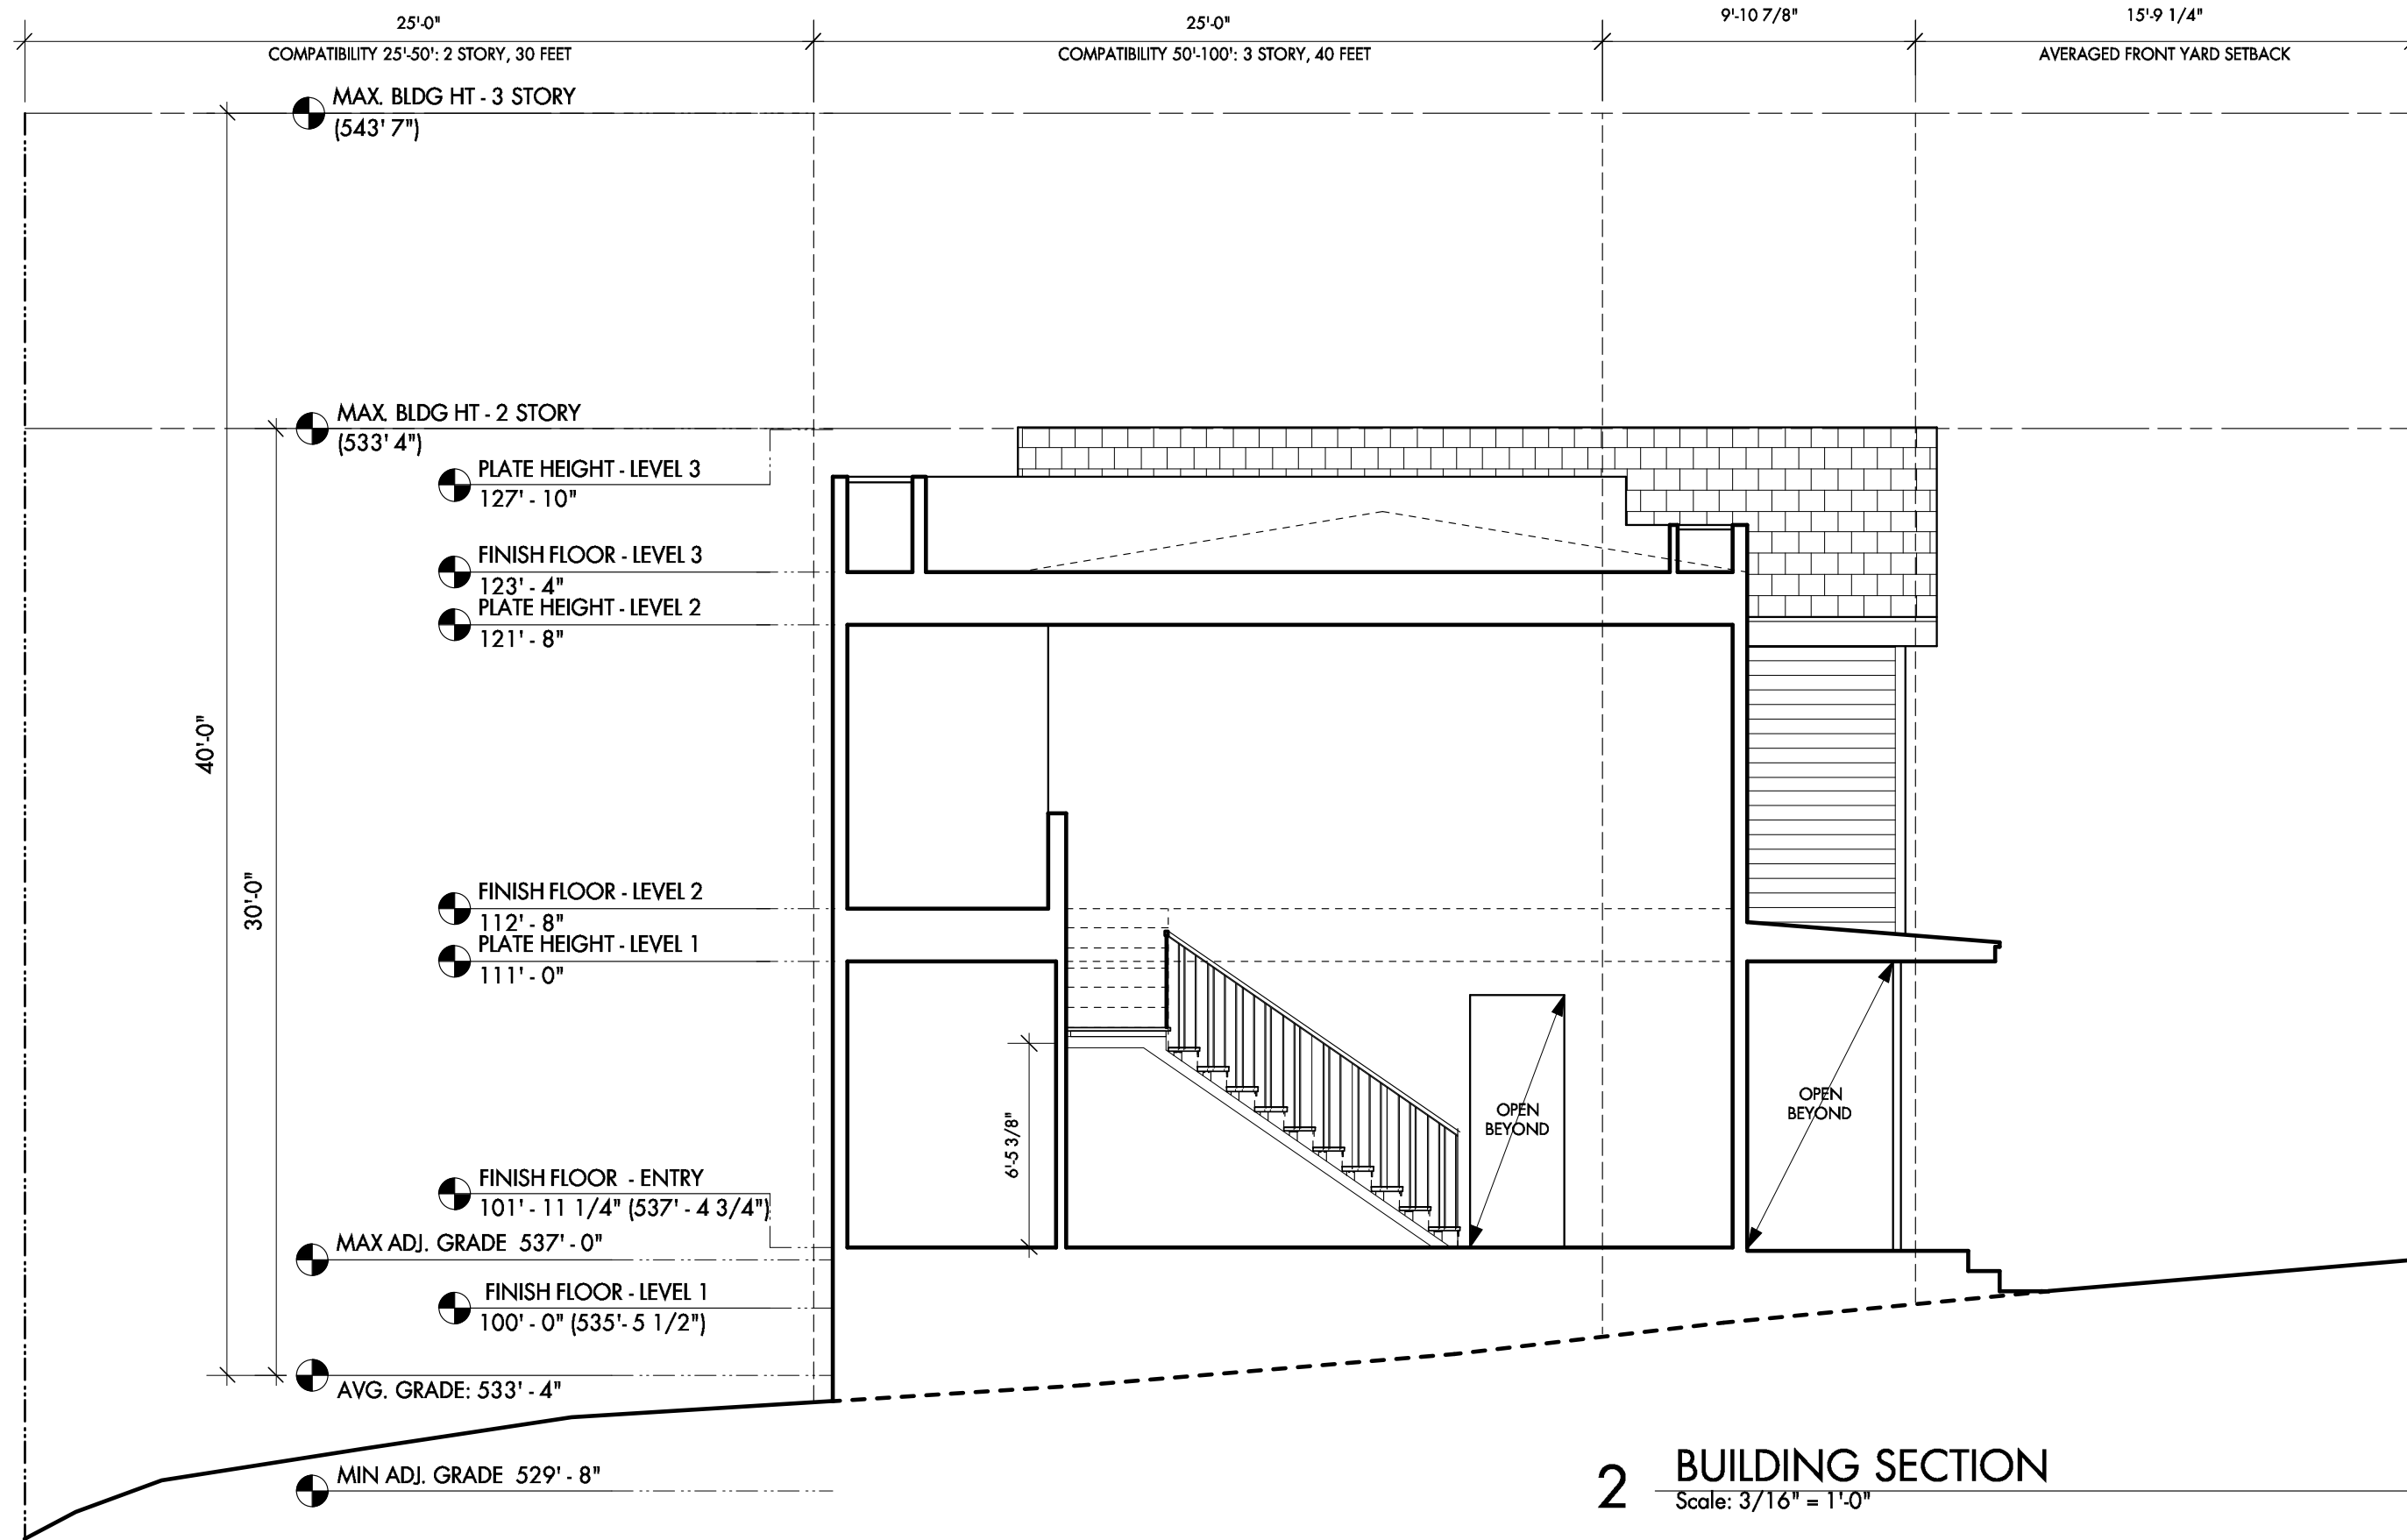 25'-0"
25'-0"
9'-10 7/8"
15'-9 1/4"
COMPATIBILITY 25'-50': 2 STORY, 30 FEET
COMPATIBILITY 50'-100': 3 STORY, 40 FEET
AVERAGED FRONT YARD SETBACK
MAX. BLDG HT - 3 STORY
(543' 7")
MAX. BLDG HT - 2 STORY
(533' 4")
PLATE HEIGHT - LEVEL 3
127' - 10"
FINISH FLOOR - LEVEL 3
123' - 4"
PLATE HEIGHT - LEVEL 2
121' - 8"
40'-0"
30'-0"
FINISH FLOOR - LEVEL 2
112' - 8"
PLATE HEIGHT - LEVEL 1
111' - 0"
6'-5 3/8"
OPEN
BEYOND
OPEN
BEYOND
FINISH FLOOR - ENTRY
101' - 11 1/4" (537' - 4 3/4")
MAX ADJ. GRADE 537' - 0"
FINISH FLOOR - LEVEL 1
100' - 0" (535'- 5 1/2")
AVG. GRADE: 533' - 4"
MIN ADJ. GRADE 529' - 8"
2 BUILDING SECTION
Scale: 3/16" = 1'-0"